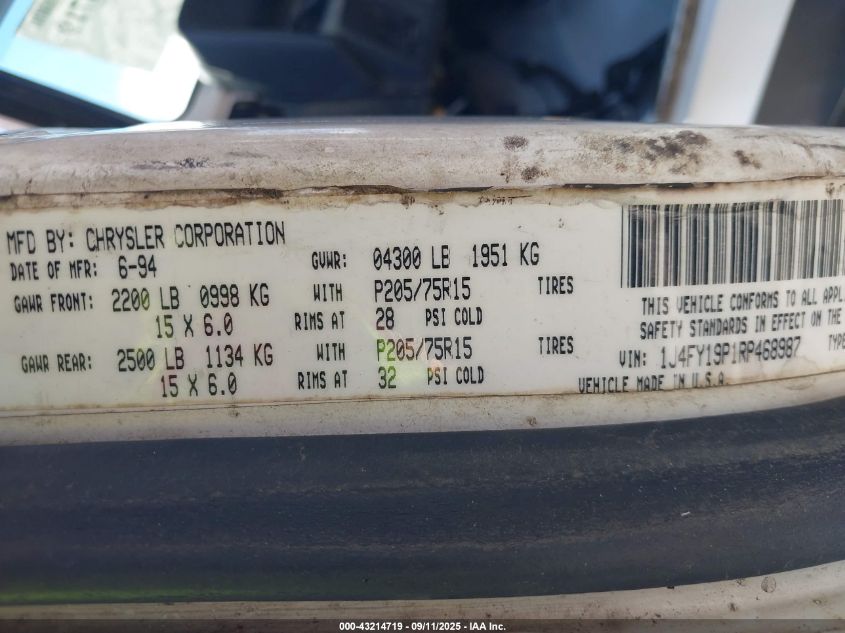 MFD BY: CHRYSLER CORPORATION
DATE OF MFR: 6-94 GVWR: 04300 LB 1951 KG
GAWR FRONT: 2200 LB 0998 KG WITH P205/75R15 TIRES
15 X 6.0 RIMS AT 28 PSI COLD
GAWR REAR: 2500 LB 1134 KG WITH P205/75R15 TIRES
15 X 6.0 RIMS AT 32 PSI COLD
THIS VEHICLE CONFORMS TO ALL APPL
SAFETY STANDARDS IN EFFECT ON THE
VIN: 1J4FY19P1RP468987 TYPE
VEHICLE MADE IN U.S.A.
000-43214719 - 09/11/2025 - IAA Inc.